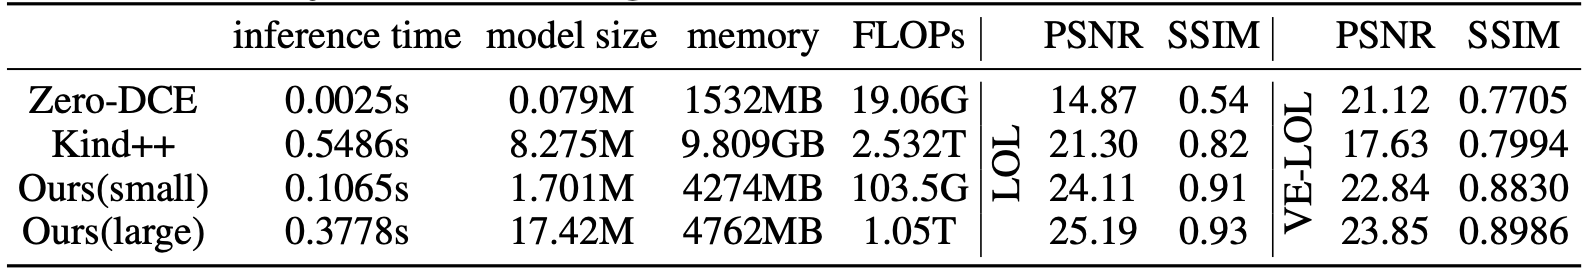 inference time model size memory FLOPs PSNR SSIM PSNR SSIM
Zero-DCE 0.0025s 0.079M 1532MB 19.06G LOL 14.87 0.54 VE-LOL 21.12 0.7705
Kind++ 0.5486s 8.275M 9.809GB 2.532T 21.30 0.82 17.63 0.7994
Ours(small) 0.1065s 1.701M 4274MB 103.5G 24.11 0.91 22.84 0.8830
Ours(large) 0.3778s 17.42M 4762MB 1.05T 25.19 0.93 23.85 0.8986